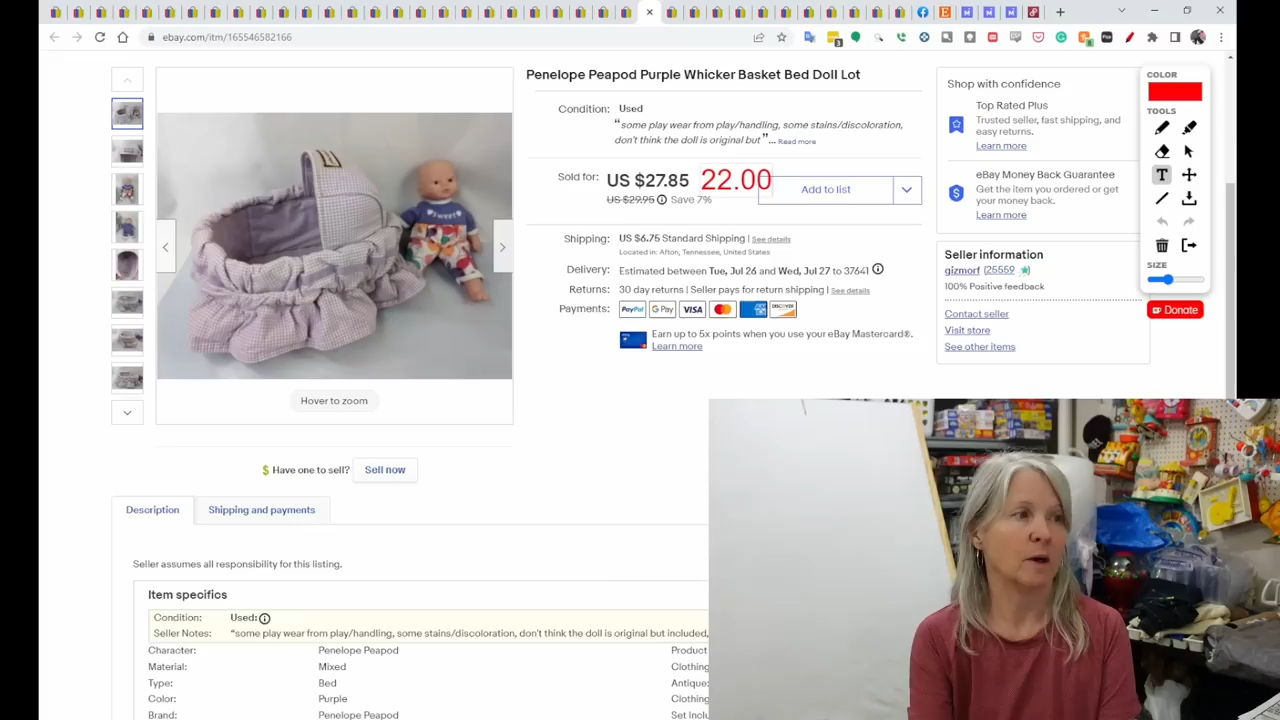 ebay.com/itm/165546582166
Penelope Peapod Purple Whicker Basket Bed Doll Lot
Condition: Used
“some play wear from play/handling, some stains/discoloration,
don't think the doll is original but ”... Read more
Sold for: US $27.85 22.00
US $29.95 Save 7%
Add to list
Shipping: US $6.75 Standard Shipping | See details
Located in: Afton, Tennessee, United States
Delivery: Estimated between Tue, Jul 26 and Wed, Jul 27 to 37641
Returns: 30 day returns | Seller pays for return shipping | See details
Payments: PayPal G Pay VISA DISCOVER
Earn up to 5x points when you use your eBay Mastercard®.
Learn more
Shop with confidence
Top Rated Plus
Trusted seller, fast shipping, and
easy returns.
Learn more
eBay Money Back Guarantee
Get the item you ordered or get
your money back.
Learn more
Seller information
gizmorf (25559)
100% Positive feedback
Contact seller
Visit store
See other items
COLOR
TOOLS
T
SIZE
Donate
Hover to zoom
Have one to sell? Sell now
Description
Shipping and payments
Seller assumes all responsibility for this listing.
Item specifics
Condition: Used:
Seller Notes: “some play wear from play/handling, some stains/discoloration, don't think the doll is original but included,
Character: Penelope Peapod Product
Material: Mixed Clothing
Type: Bed Antique:
Color: Purple Clothing
Brand: Penelope Peapod Set Inclu